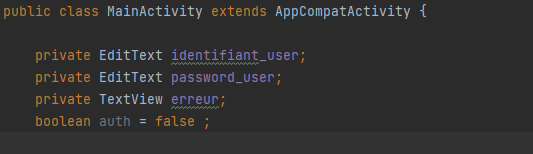 public class MainActivity extends AppCompatActivity {
private EditText identifiant_user;
private EditText password_user;
private TextView erreur;
boolean auth = false ;